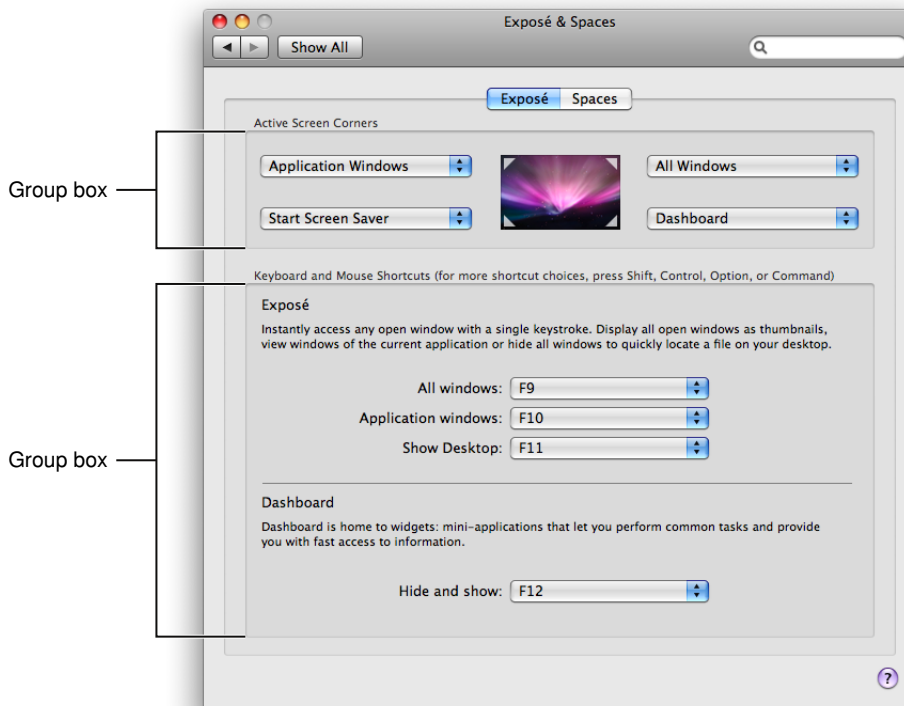 Exposé & Spaces
Show All
Exposé Spaces
Active Screen Corners
Group box
Application Windows
All Windows
Start Screen Saver
Dashboard
Keyboard and Mouse Shortcuts (for more shortcut choices, press Shift, Control, Option, or Command)
Group box
Exposé
Instantly access any open window with a single keystroke. Display all open windows as thumbnails,
view windows of the current application or hide all windows to quickly locate a file on your desktop.
All windows: F9
Application windows: F10
Show Desktop: F11
Dashboard
Dashboard is home to widgets: mini-applications that let you perform common tasks and provide
you with fast access to information.
Hide and show: F12
?